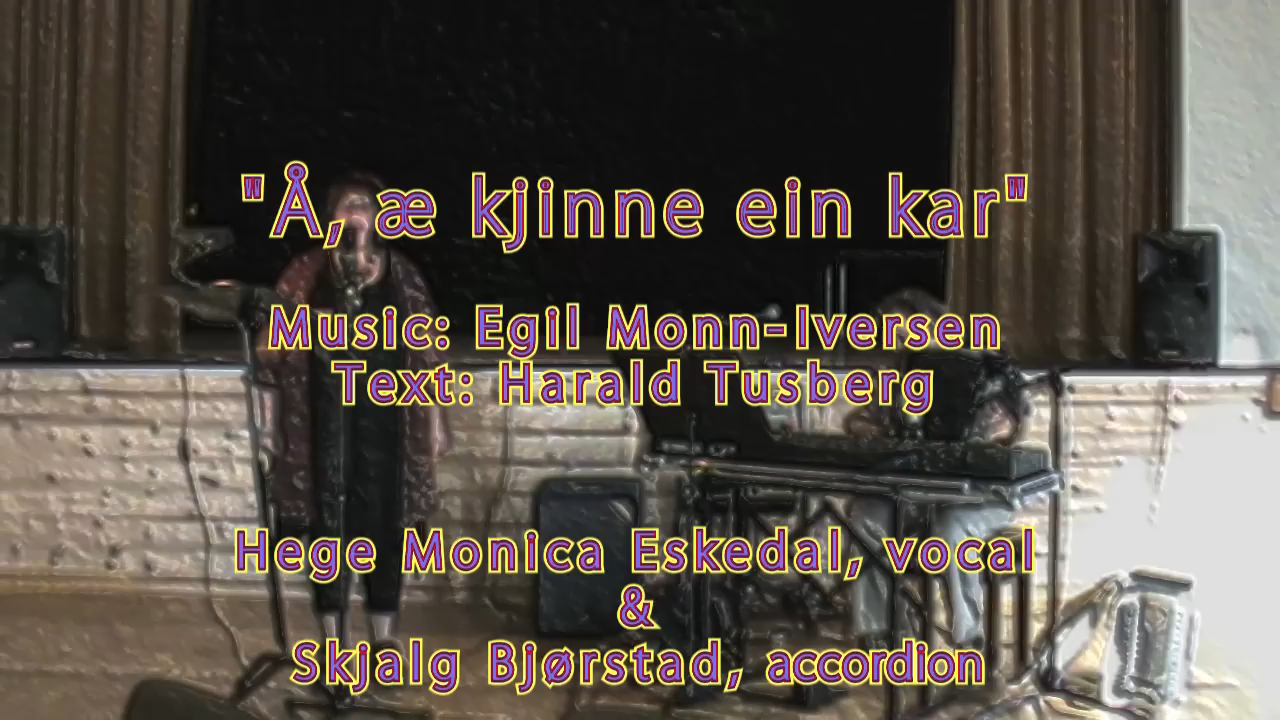 "Å, æ kjinne ein kar"
Music: Egil Monn-Iversen
Text: Harald Tusberg
Hege Monica Eskedal, vocal
&
Skjalg Bjørstad, accordion